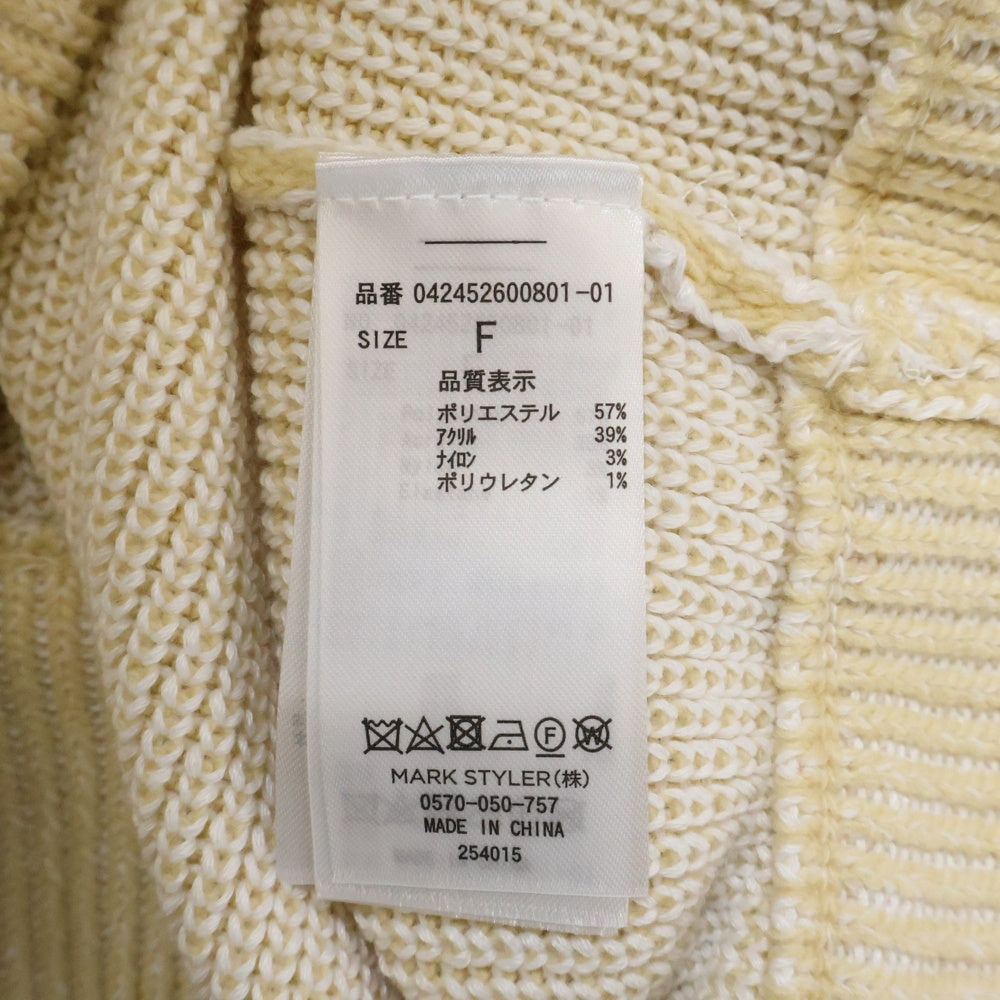 品番 042452600801-01
SIZE F
品質表示
ポリエステル 57%
ｱｸﾘﾙ 39%
ﾅｲﾛﾝ 3%
ポリウレタン 1%
F W
MARK STYLER(株)
0570-050-757
MADE IN CHINA
254015